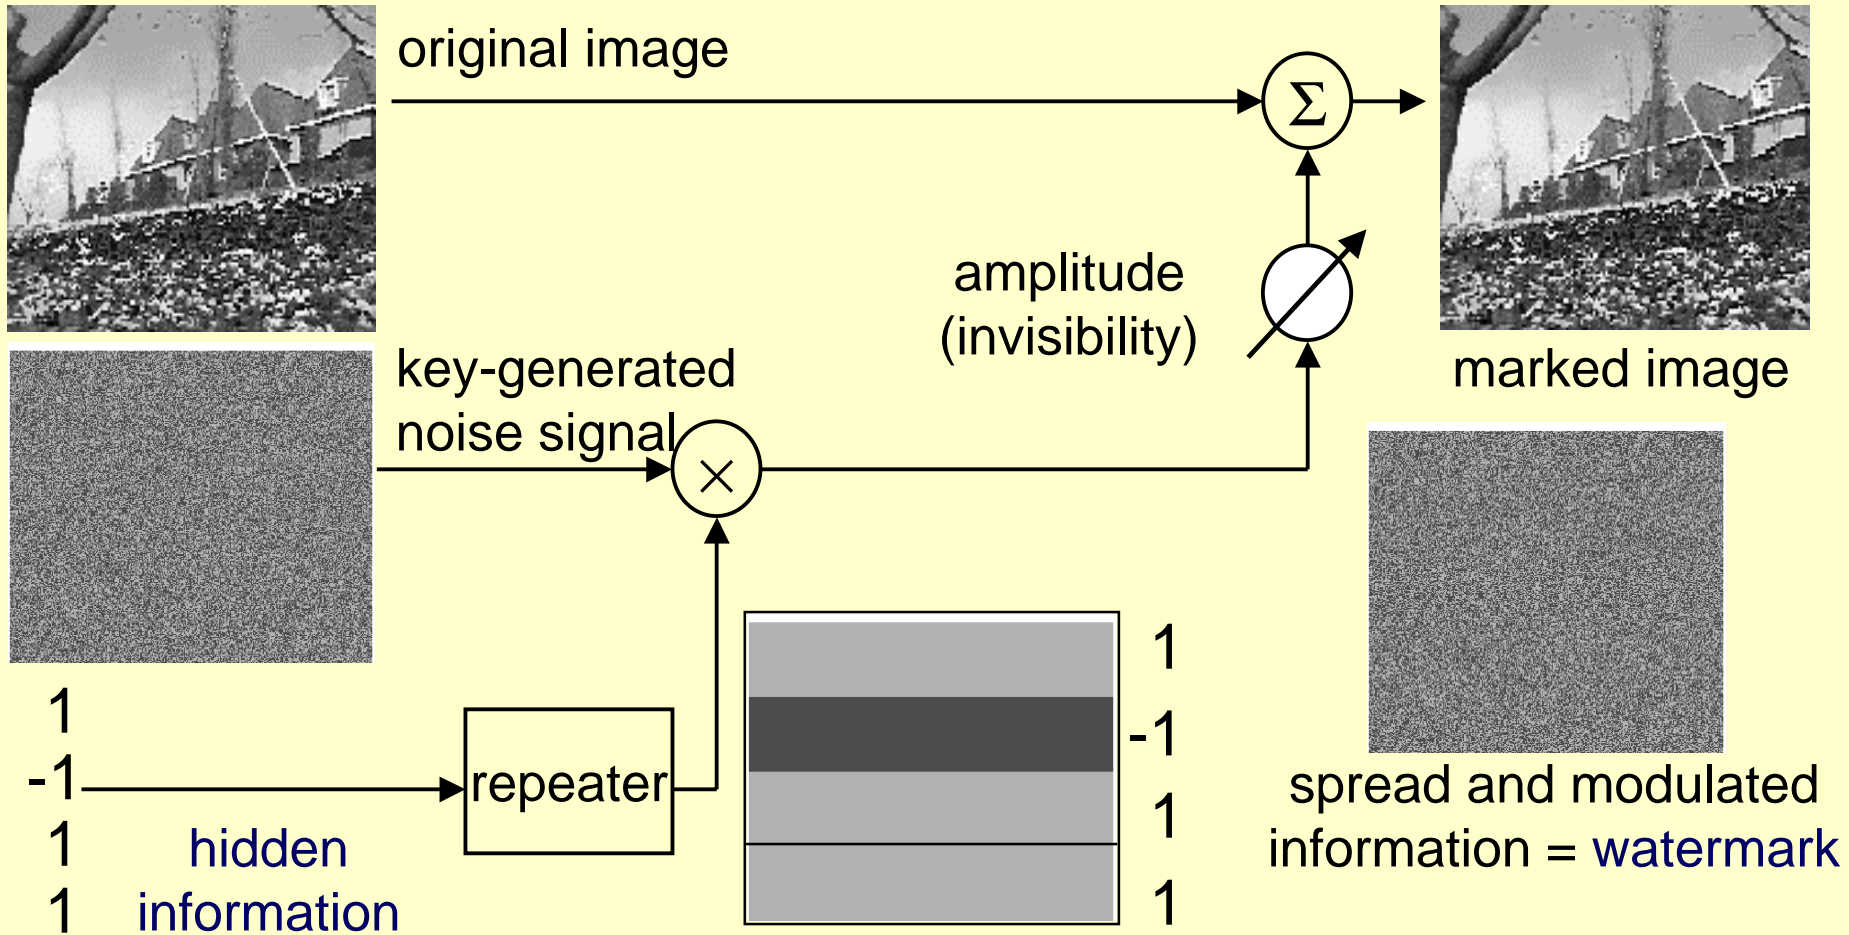 original image
Σ
amplitude
(invisibility)
marked image
key-generated
noise signal
×
1
-1
1
1
hidden
information
repeater
1
-1
1
1
spread and modulated
information = watermark